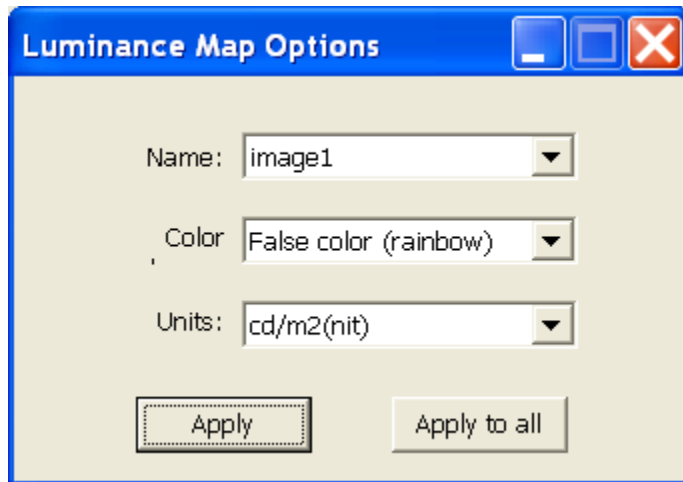 Luminance Map Options
Name: image1
Color False color (rainbow)
Units: cd/m2(nit)
Apply Apply to all